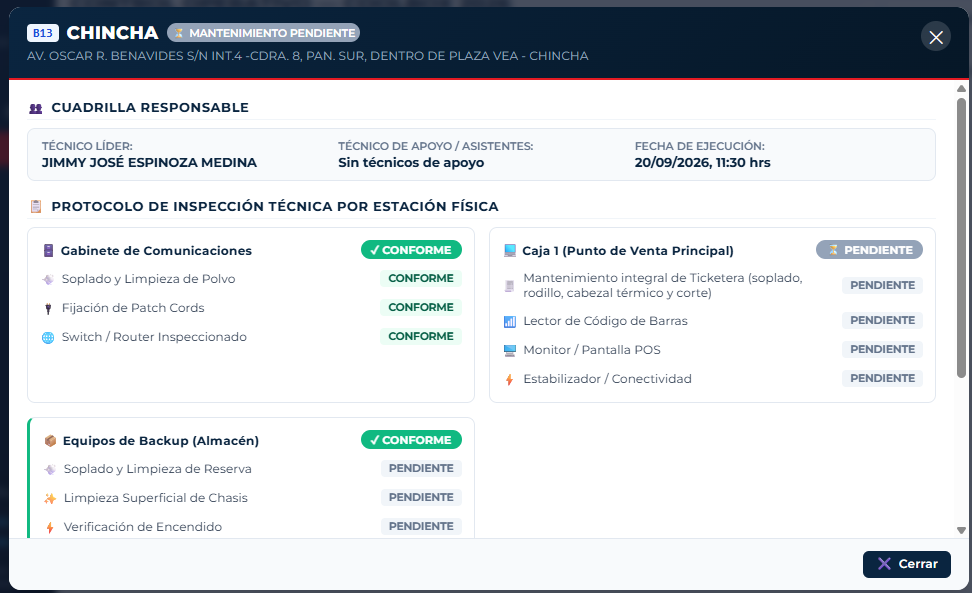 B13 CHINCHA MANTENIMIENTO PENDIENTE
AV. OSCAR R. BENAVIDES S/N INT.4 -CDRA. 8, PAN. SUR, DENTRO DE PLAZA VEA - CHINCHA
CUADRILLA RESPONSABLE
TÉCNICO LÍDER:
JIMMY JOSÉ ESPINOZA MEDINA
TÉCNICO DE APOYO / ASISTENTES:
Sin técnicos de apoyo
FECHA DE EJECUCIÓN:
20/09/2026, 11:30 hrs
PROTOCOLO DE INSPECCIÓN TÉCNICA POR ESTACIÓN FÍSICA
Gabinete de Comunicaciones ✓ CONFORME
Soplado y Limpieza de Polvo CONFORME
Fijación de Patch Cords CONFORME
Switch / Router Inspeccionado CONFORME
Caja 1 (Punto de Venta Principal) PENDIENTE
Mantenimiento integral de Ticketera (soplado,
rodillo, cabezal térmico y corte) PENDIENTE
Lector de Código de Barras PENDIENTE
Monitor / Pantalla POS PENDIENTE
Estabilizador / Conectividad PENDIENTE
Equipos de Backup (Almacén) ✓ CONFORME
Soplado y Limpieza de Reserva PENDIENTE
Limpieza Superficial de Chasis PENDIENTE
Verificación de Encendido PENDIENTE
Cerrar